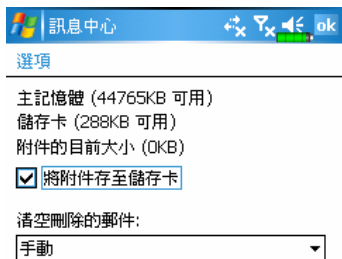 訊息中心 ok
選項
主記憶體 (44765KB 可用)
儲存卡 (288KB 可用)
附件的目前大小 (0KB)
將附件存至儲存卡
清空刪除的郵件:
手動